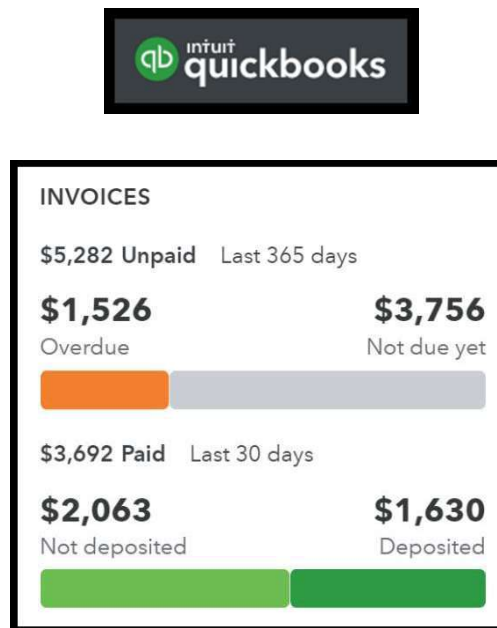 qb intuit
quickbooks
INVOICES
$5,282 Unpaid Last 365 days
$1,526 $3,756
Overdue Not due yet
$3,692 Paid Last 30 days
$2,063 $1,630
Not deposited Deposited